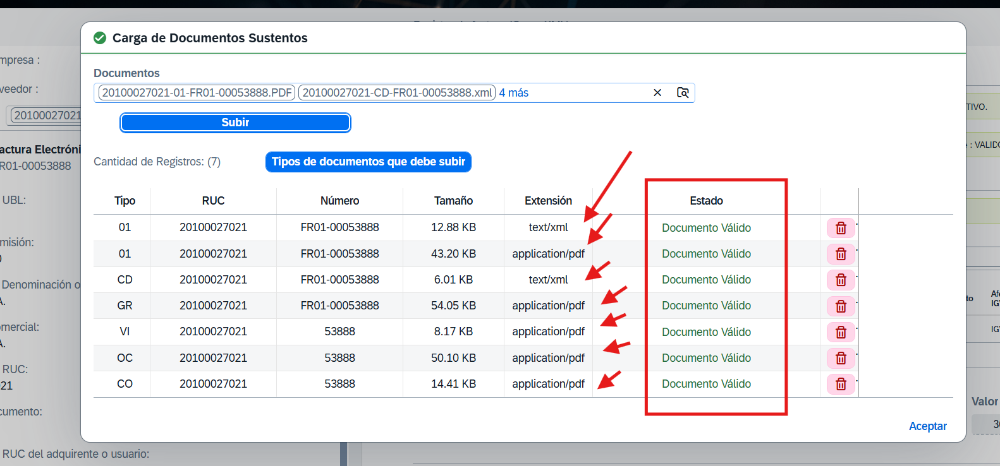 Carga de Documentos Sustentos
Documentos
20100027021-01-FR01-00053888.PDF 20100027021-CD-FR01-00053888.xml 4 más
Subir
Cantidad de Registros: (7) Tipos de documentos que debe subir
Tipo RUC Número Tamaño Extensión Estado
01 20100027021 FR01-00053888 12.88 KB text/xml Documento Válido
01 20100027021 FR01-00053888 43.20 KB application/pdf Documento Válido
CD 20100027021 FR01-00053888 6.01 KB text/xml Documento Válido
GR 20100027021 FR01-00053888 54.05 KB application/pdf Documento Válido
VI 20100027021 53888 8.17 KB application/pdf Documento Válido
OC 20100027021 53888 50.10 KB application/pdf Documento Válido
CO 20100027021 53888 14.41 KB application/pdf Documento Válido
Aceptar
mpresa :
veedor :
20100027021
actura Electróni
R01-00053888
UBL:
misión:
0
Denominación o
A.
omercial:
A.
RUC:
021
cumento:
RUC del adquirente o usuario:
TIVO.
: VALIDO
to
Afe
IG
IG
Valor
30